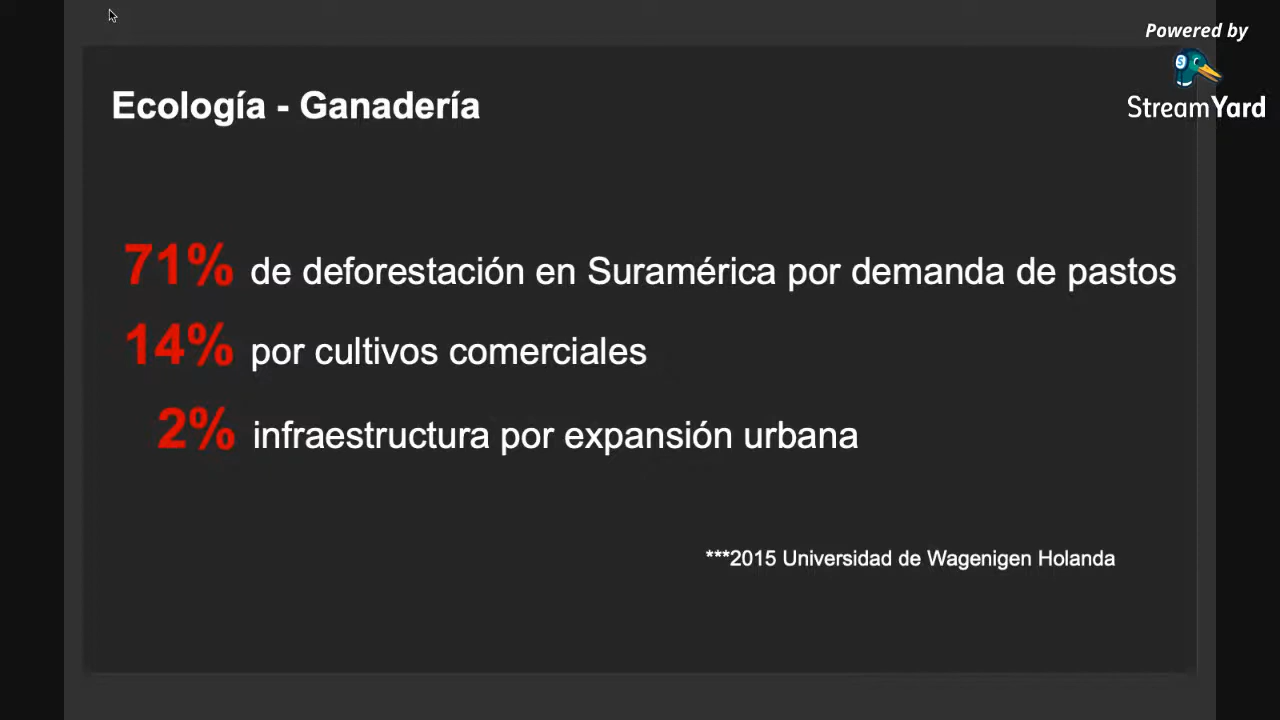 Powered by
StreamYard
Ecología - Ganadería
71% de deforestación en Suramérica por demanda de pastos
14% por cultivos comerciales
2% infraestructura por expansión urbana
***2015 Universidad de Wagenigen Holanda